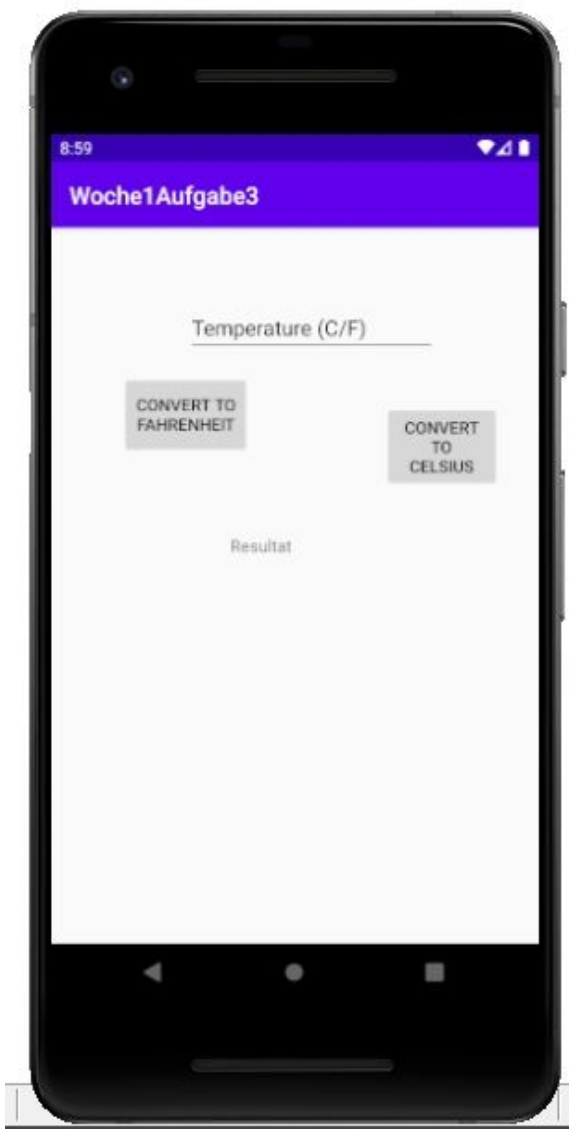 8:59
Woche1Aufgabe3
Temperature (C/F)
CONVERT TO
FAHRENHEIT
CONVERT
TO
CELSIUS
Resultat